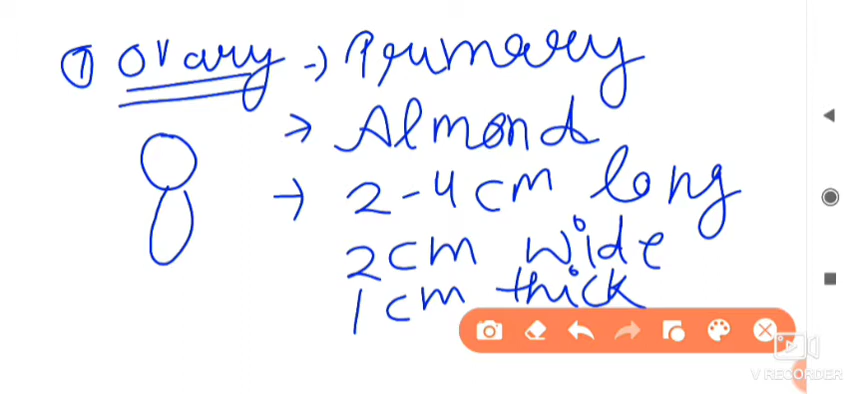 ① Ovary → Primary
→ Almond
→ 2-4 cm long
2 cm wide
1 cm thick
V RECORDER